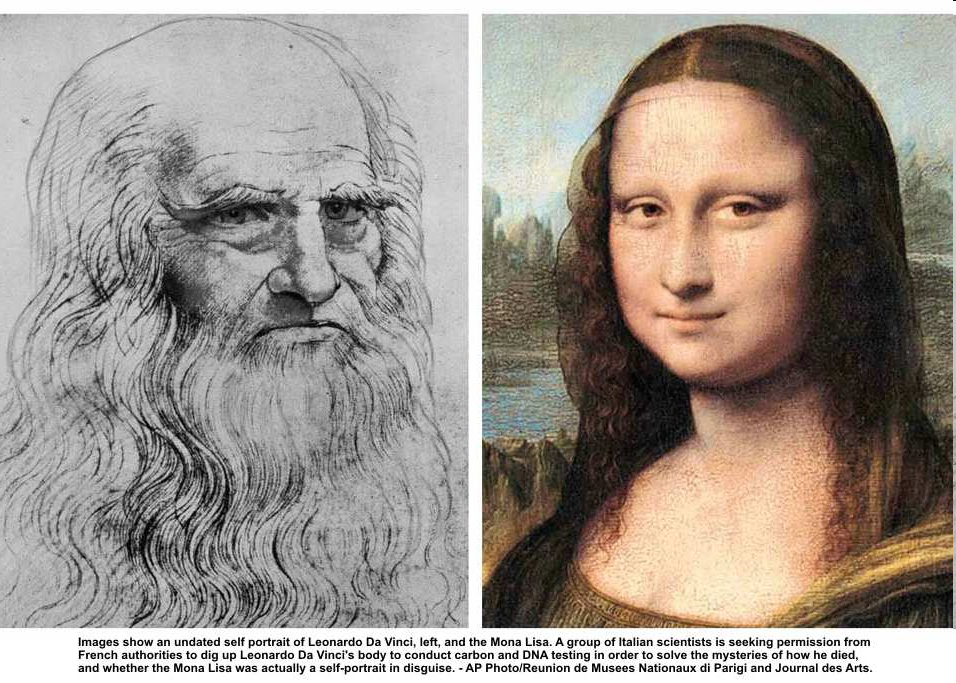 Images show an undated self portrait of Leonardo Da Vinci, left, and the Mona Lisa. A group of Italian scientists is seeking permission from
French authorities to dig up Leonardo Da Vinci's body to conduct carbon and DNA testing in order to solve the mysteries of how he died,
and whether the Mona Lisa was actually a self-portrait in disguise. - AP Photo/Reunion de Musees Nationaux di Parigi and Journal des Arts.